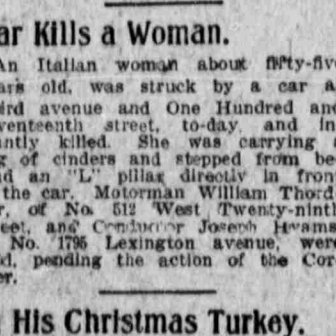 ar Kills a Woman.
An Italian woman about fifty-five
ars old, was struck by a car a
ird avenue and One Hundred and
venteenth street, to-day, and in
antly killed. She was carrying a
g of cinders and stepped from be
nd an "L" pillar directly in fron
the car. Motorman William Thord
r, of No. 512 West Twenty-ninth
eet, and Conductor Joseph
No. 1795 Lexington avenue, were
d, pending the action of the Cor
er.
His Christmas Turkey.